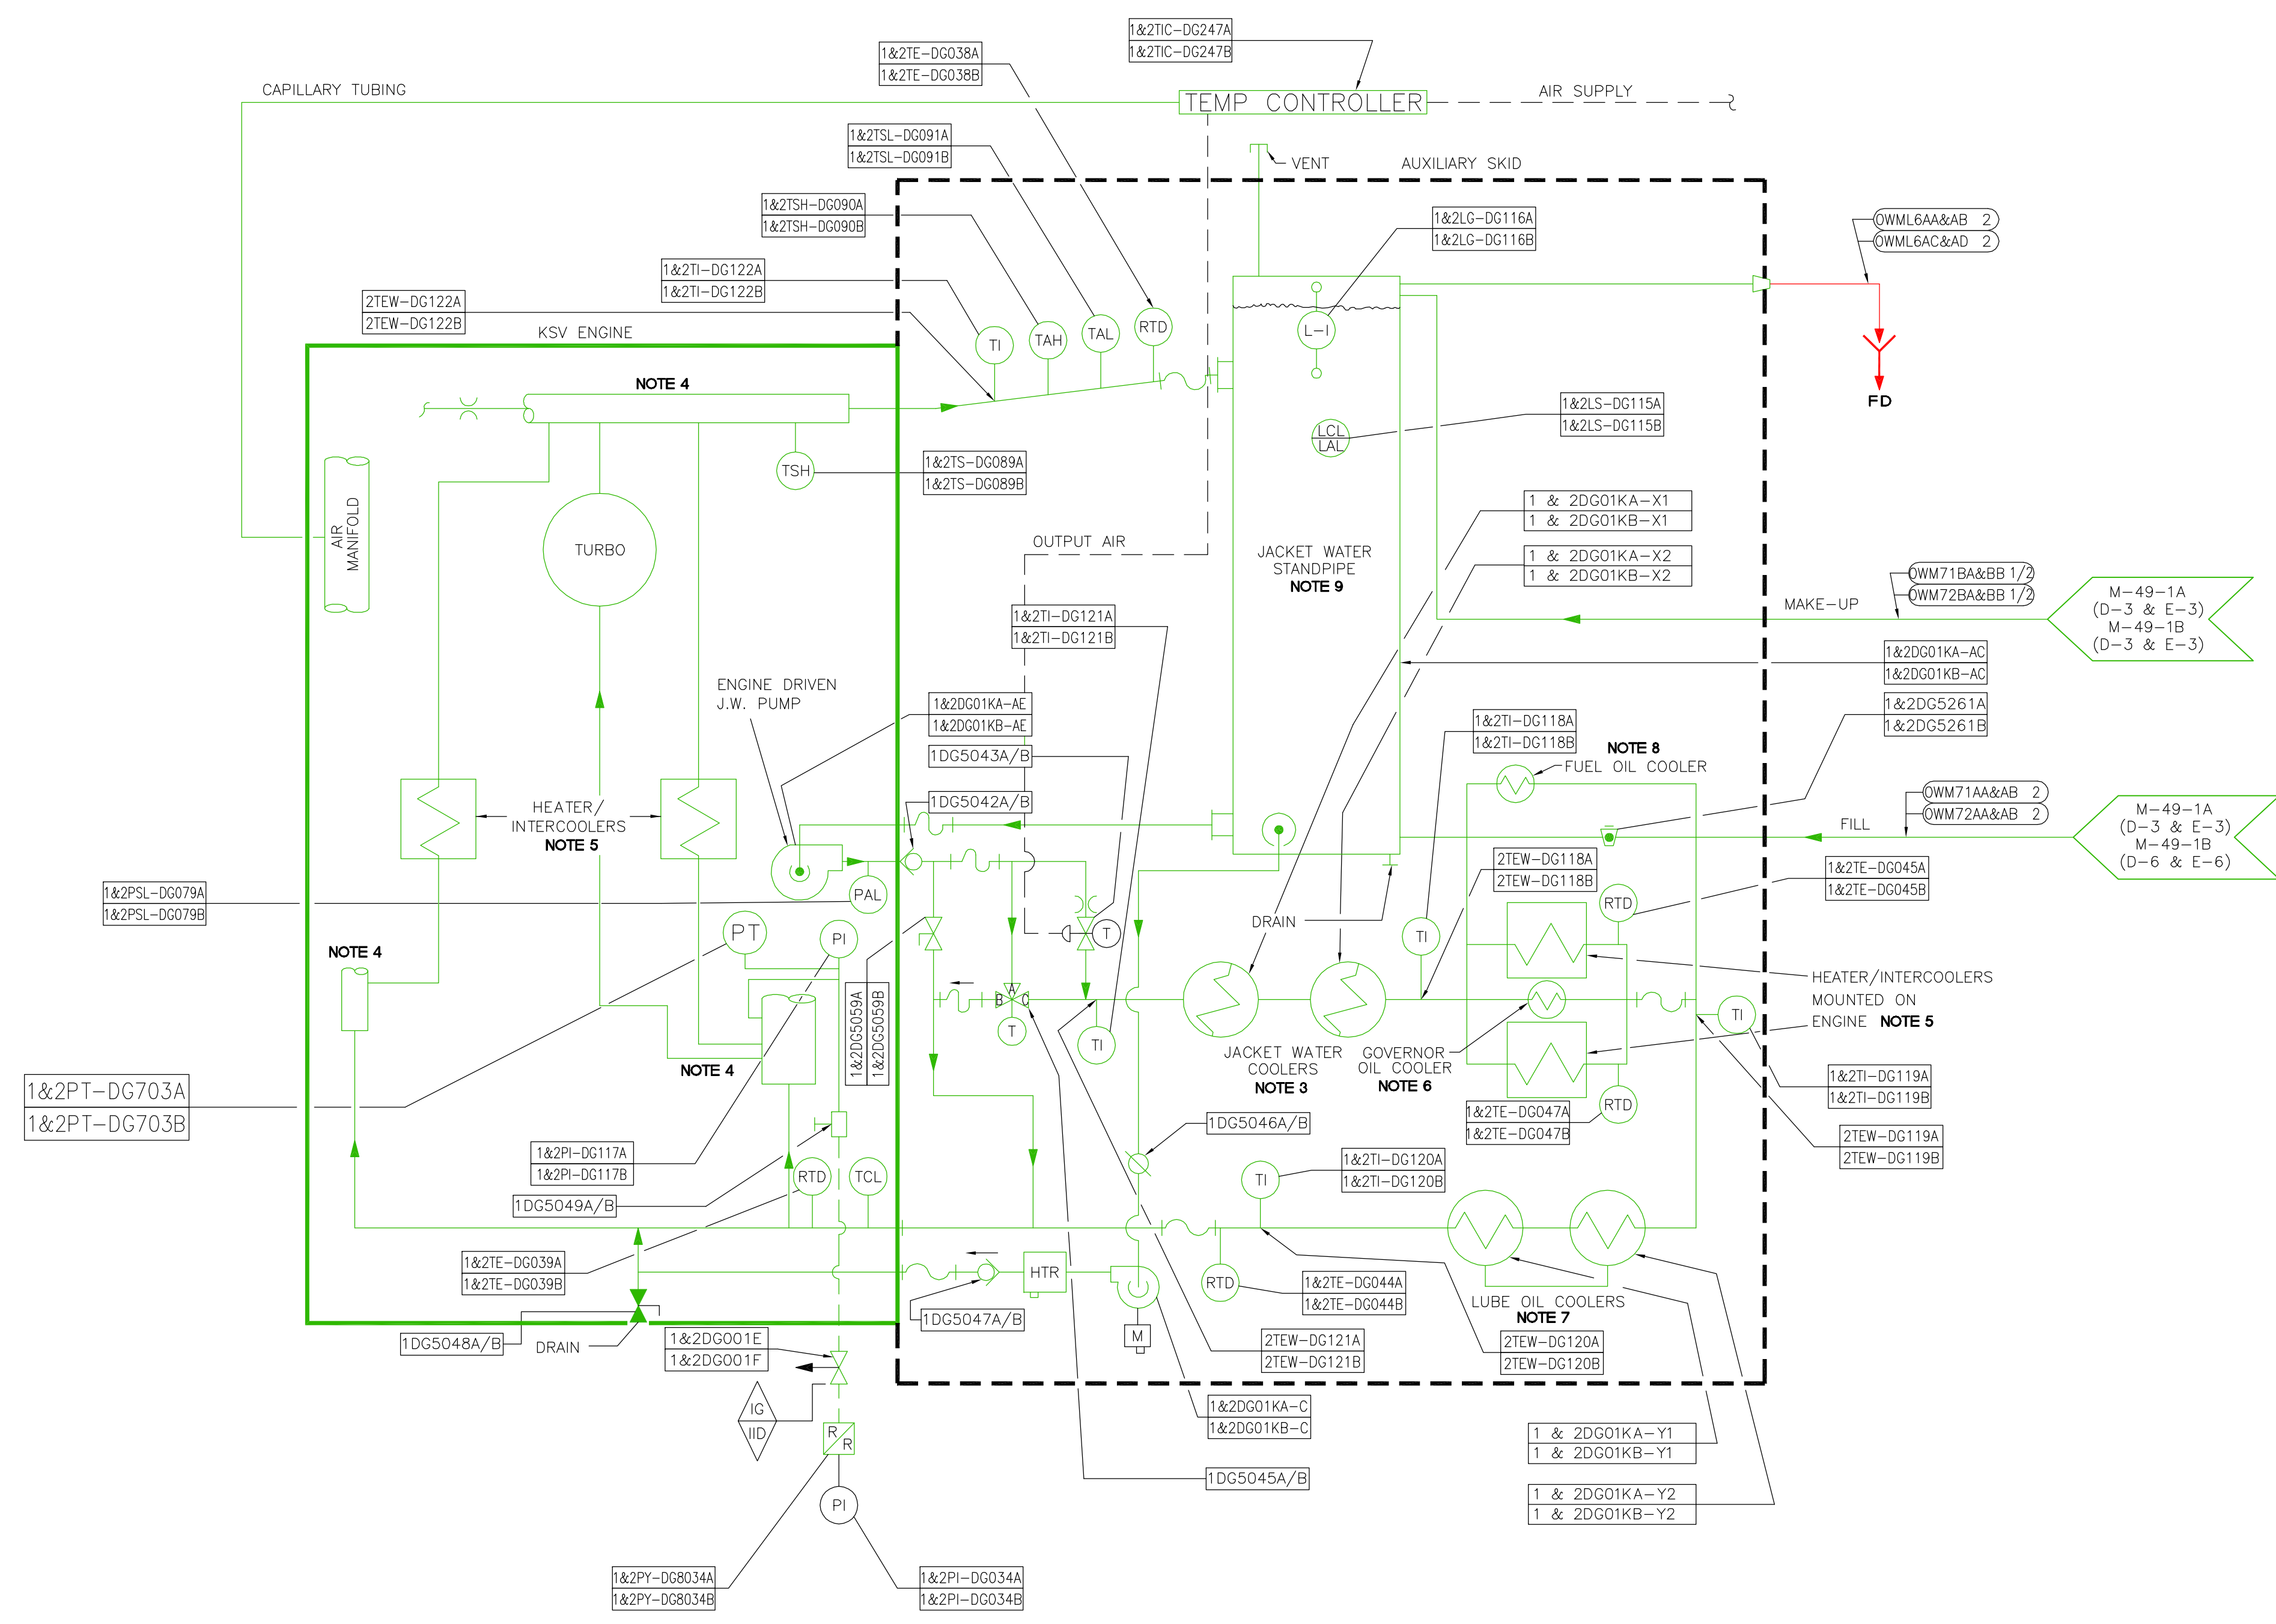 1&2TIC-DG247A
1&2TIC-DG247B
1&2TE-DG038A
1&2TE-DG038B
CAPILLARY TUBING
TEMP CONTROLLER
AIR SUPPLY
1&2TSL-DG091A
1&2TSL-DG091B
VENT
AUXILIARY SKID
1&2TSH-DG090A
1&2TSH-DG090B
1&2LG-DG116A
1&2LG-DG116B
0WML6AA&AB 2
0WML6AC&AD 2
1&2TI-DG122A
1&2TI-DG122B
2TEW-DG122A
2TEW-DG122B
KSV ENGINE
TI
TAH
TAL
RTD
L-I
NOTE 4
FD
1&2LS-DG115A
1&2LS-DG115B
LCL
LAL
TSH
1&2TS-DG089A
1&2TS-DG089B
AIR
MANIFOLD
TURBO
1 & 2DG01KA-X1
1 & 2DG01KB-X1
OUTPUT AIR
JACKET WATER
STANDPIPE
NOTE 9
1 & 2DG01KA-X2
1 & 2DG01KB-X2
0WM71BA&BB 1/2
0WM72BA&BB 1/2
MAKE-UP
M-49-1A
(D-3 & E-3)
M-49-1B
(D-3 & E-3)
1&2TI-DG121A
1&2TI-DG121B
1&2DG01KA-AC
1&2DG01KB-AC
ENGINE DRIVEN
J.W. PUMP
1&2DG01KA-AE
1&2DG01KB-AE
1&2DG5261A
1&2DG5261B
1&2TI-DG118A
1&2TI-DG118B
NOTE 8
FUEL OIL COOLER
1DG5043A/B
1DG5042A/B
HEATER/
INTERCOOLERS
NOTE 5
0WM71AA&AB 2
0WM72AA&AB 2
FILL
M-49-1A
(D-3 & E-3)
M-49-1B
(D-6 & E-6)
2TEW-DG118A
2TEW-DG118B
1&2TE-DG045A
1&2TE-DG045B
1&2PSL-DG079A
1&2PSL-DG079B
PAL
RTD
DRAIN
PT
PI
T
TI
NOTE 4
HEATER/INTERCOOLERS
MOUNTED ON
ENGINE NOTE 5
1&2DG5059A
1&2DG5059B
A
B C
T
TI
TI
JACKET WATER
COOLERS
NOTE 3
GOVERNOR
OIL COOLER
NOTE 6
NOTE 4
1&2PT-DG703A
1&2PT-DG703B
1&2TI-DG119A
1&2TI-DG119B
1&2TE-DG047A
1&2TE-DG047B
RTD
1DG5046A/B
2TEW-DG119A
2TEW-DG119B
1&2PI-DG117A
1&2PI-DG117B
RTD
TCL
TI
1&2TI-DG120A
1&2TI-DG120B
1DG5049A/B
1&2TE-DG039A
1&2TE-DG039B
HTR
RTD
1&2TE-DG044A
1&2TE-DG044B
LUBE OIL COOLERS
NOTE 7
1DG5047A/B
M
1DG5048A/B
DRAIN
1&2DG001E
1&2DG001F
2TEW-DG121A
2TEW-DG121B
2TEW-DG120A
2TEW-DG120B
IG
IID
1&2DG01KA-C
1&2DG01KB-C
R
R
1 & 2DG01KA-Y1
1 & 2DG01KB-Y1
1DG5045A/B
PI
1 & 2DG01KA-Y2
1 & 2DG01KB-Y2
1&2PY-DG8034A
1&2PY-DG8034B
1&2PI-DG034A
1&2PI-DG034B